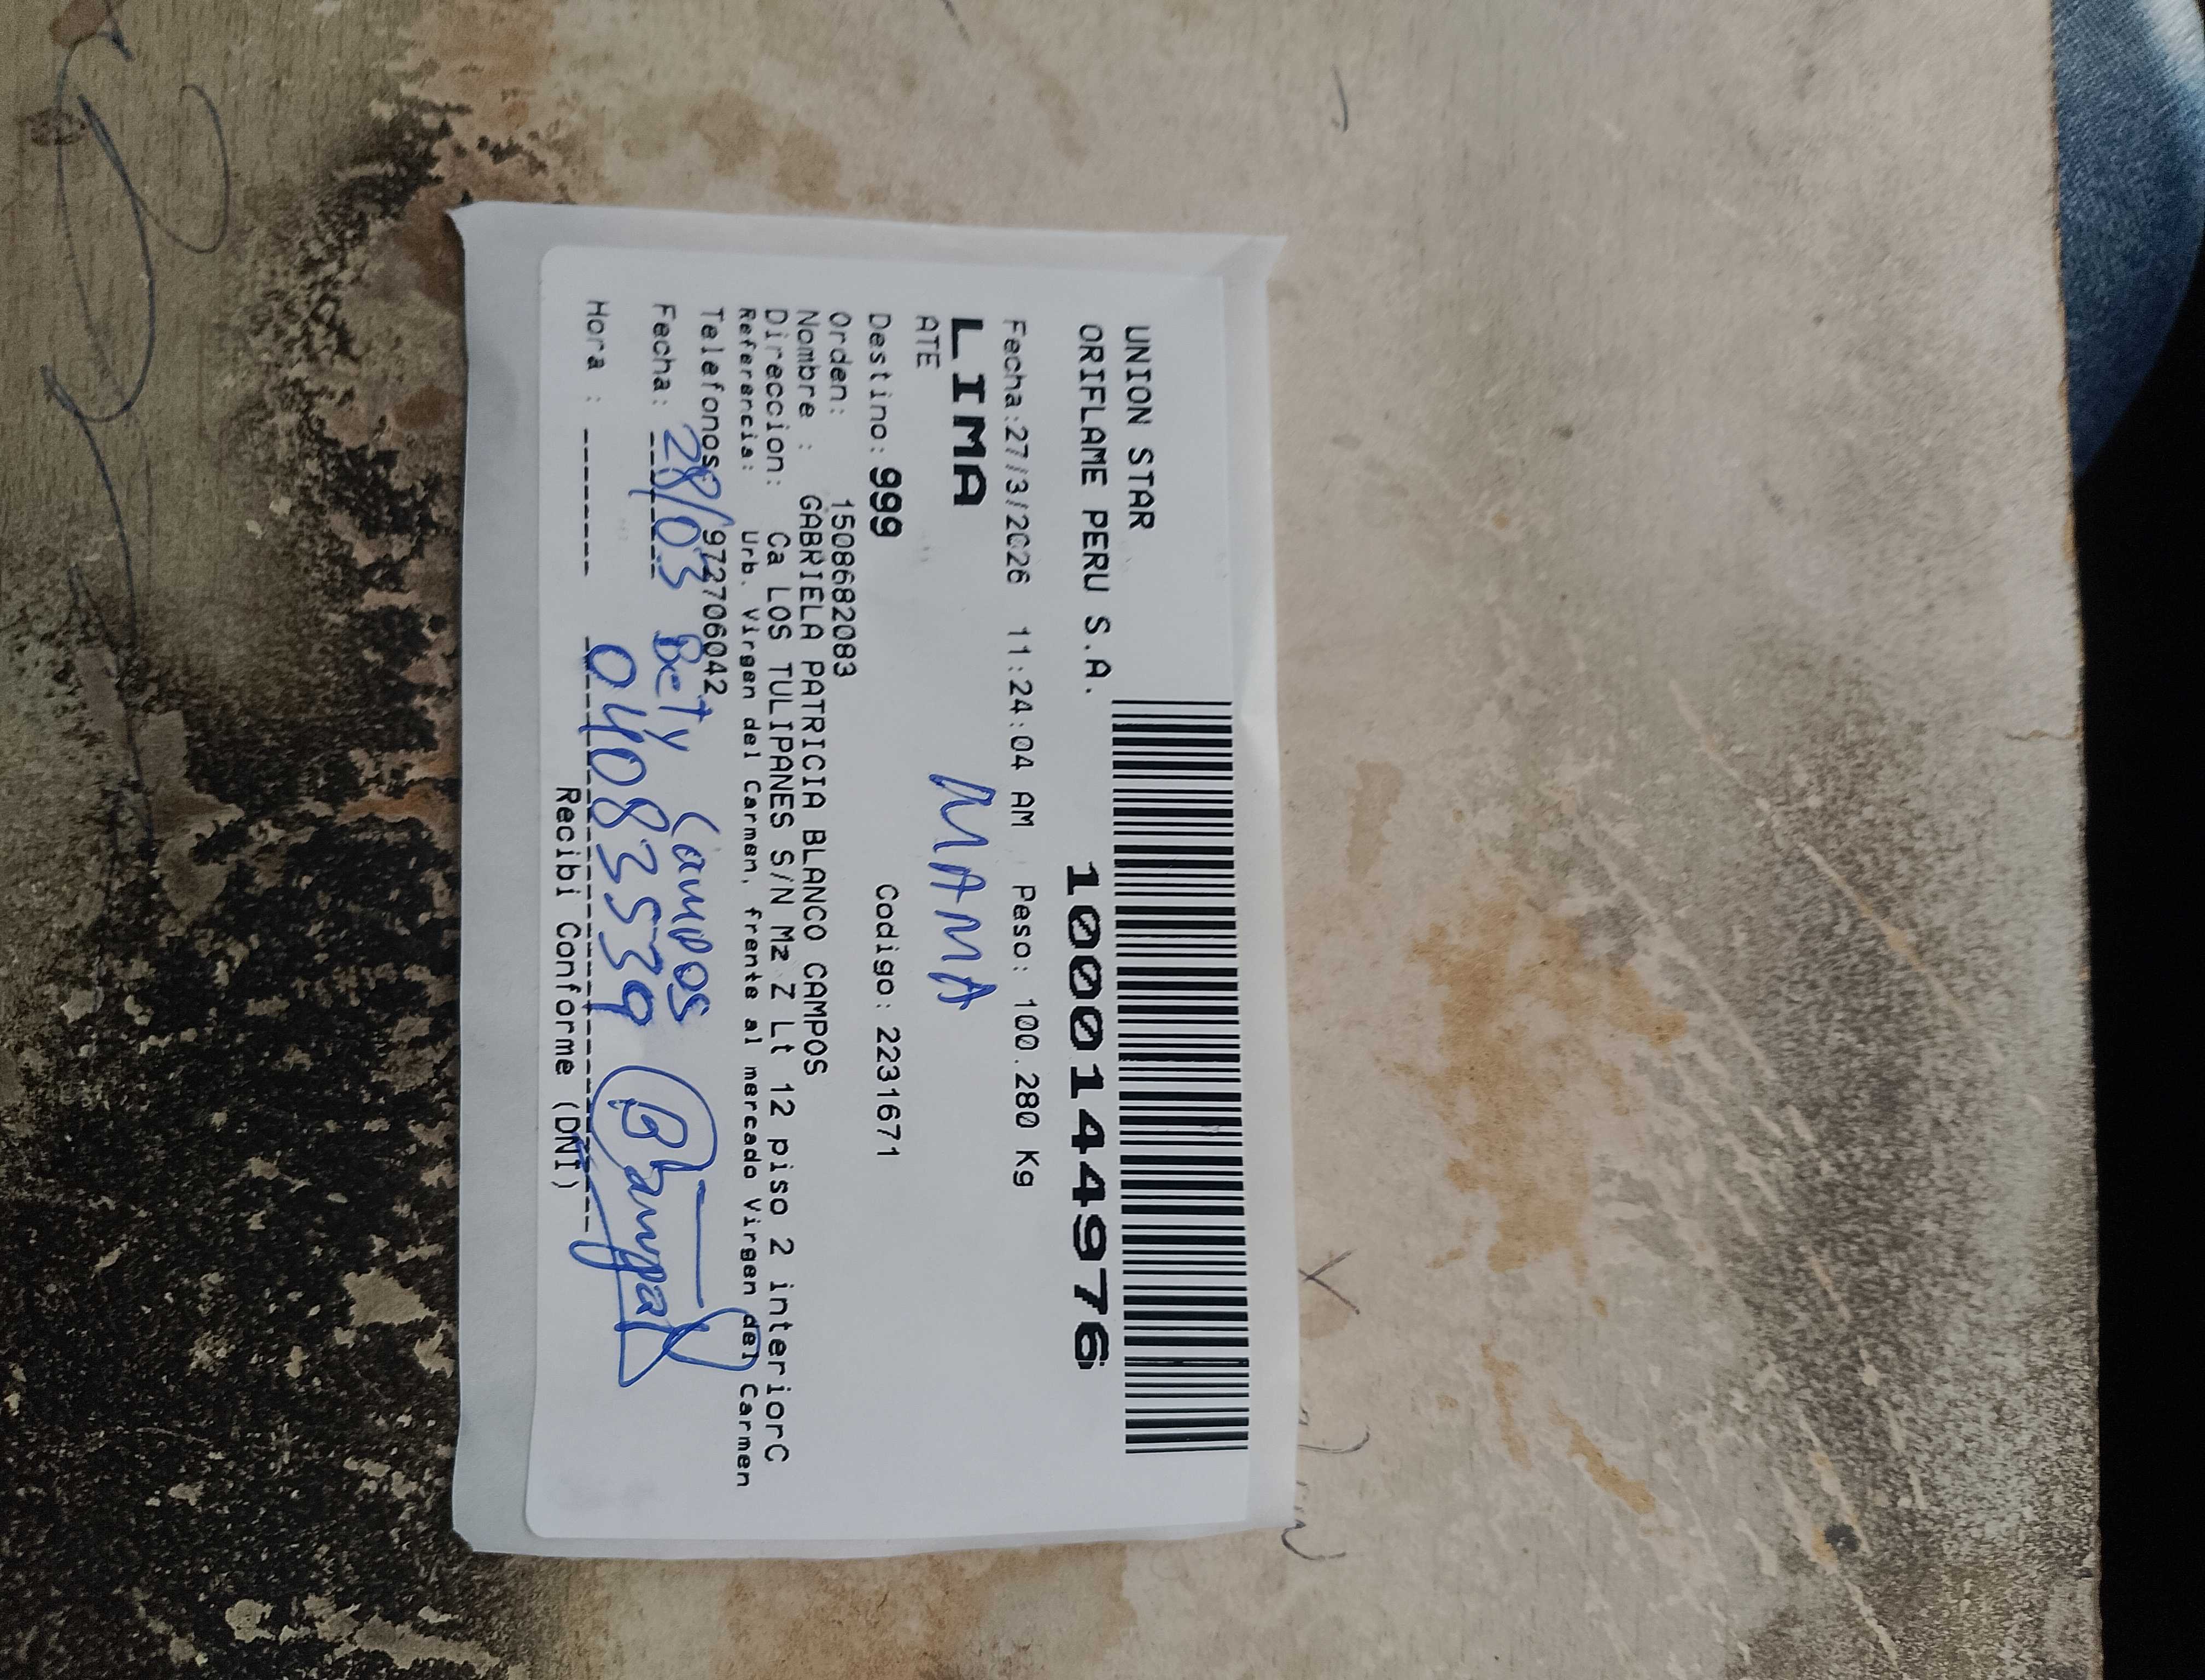 UNION STAR
ORIFLAME PERU S.A.
1000144976
Fecha:27/3/2026 11:24:04 AM Peso: 100.280 Kg
LIMA
MAMA
ATE
Destino: 999 Codigo: 2231671
Orden: 1508682083
Nombre : GABRIELA PATRICIA BLANCO CAMPOS
Direccion: Ca LOS TULIPANES S/N Mz Z Lt 12 piso 2 interiorC
Referencia: Urb. Virgen del Carmen, frente al mercado Virgen del Carmen
Telefonos 972706042
Fecha: 28/03 Bety Campos
Hora : 04083539
Recibi Conforme (DNI)